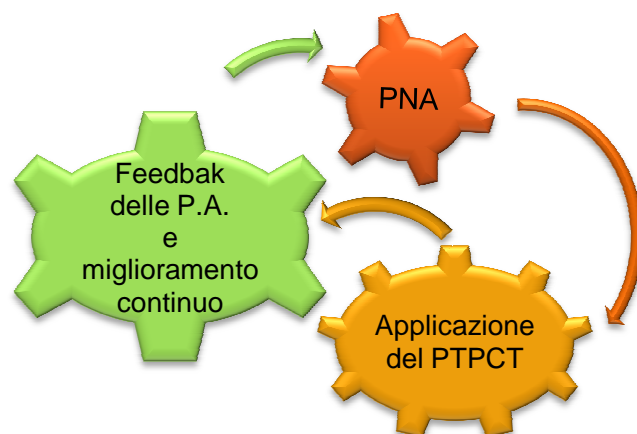 PNA
Feedbak
delle P.A.
e
miglioramento
continuo
Applicazione
del PTPCT